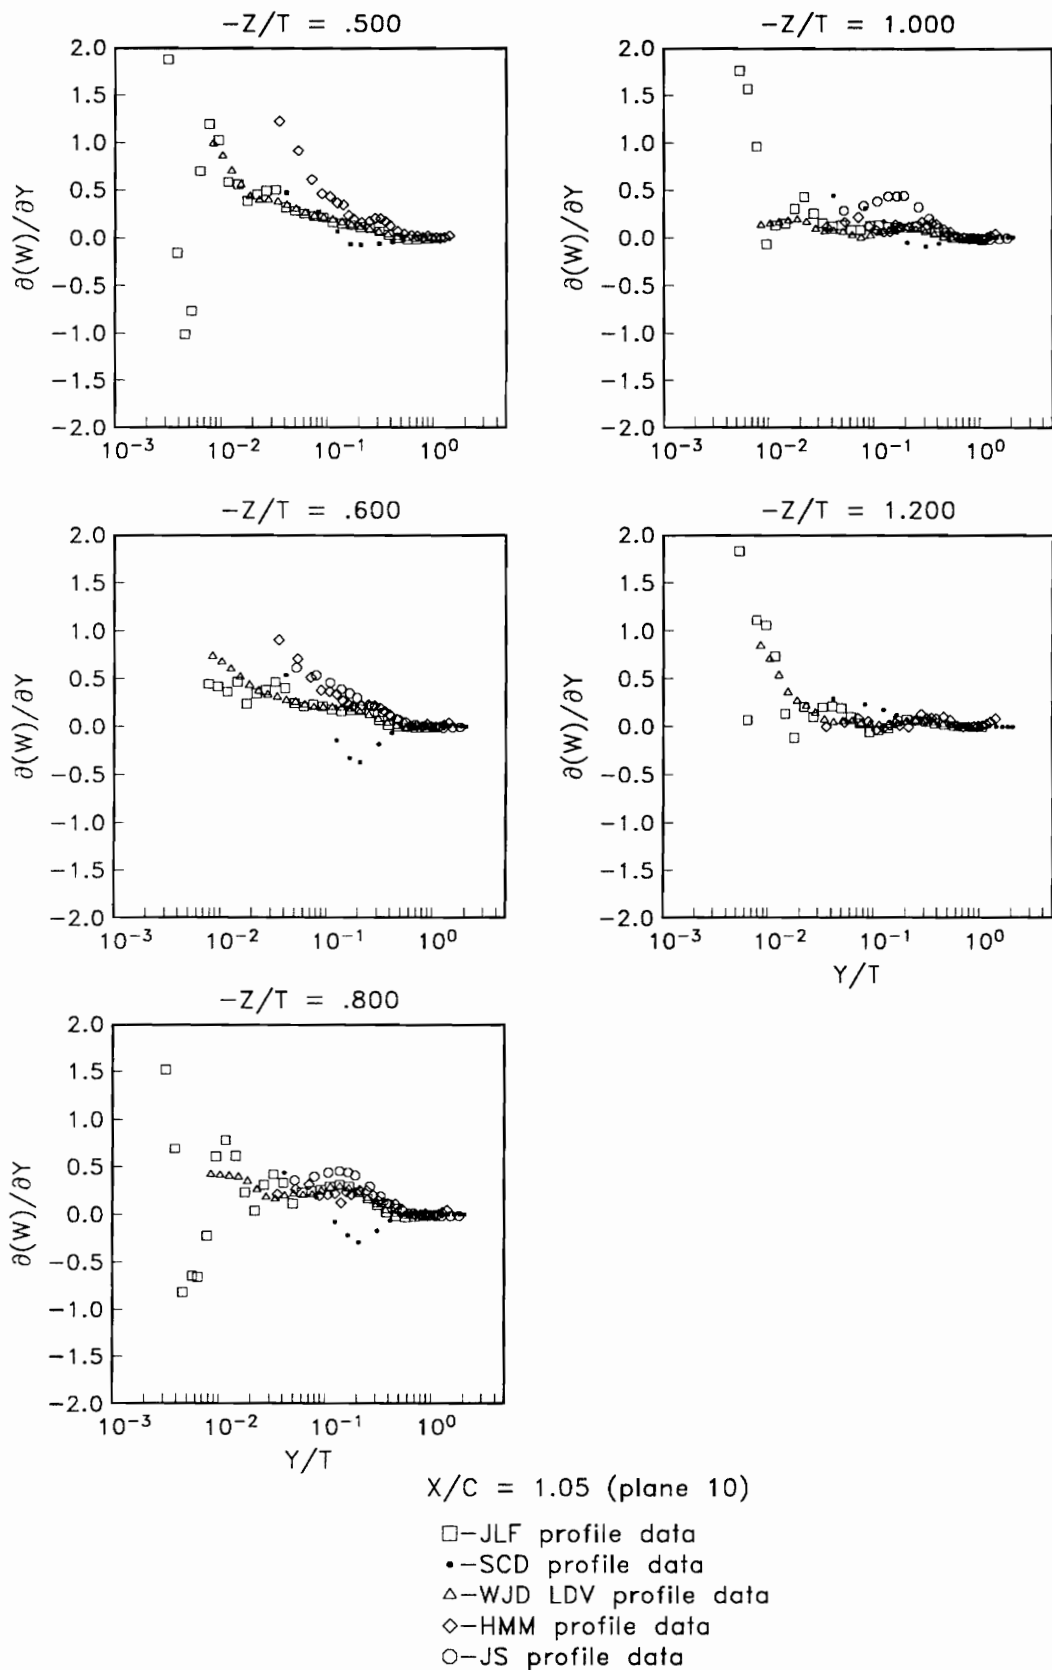 −Z/T = .500
2.0
1.5
1.0
0.5
0.0
−0.5
−1.0
−1.5
−2.0
∂(W)/∂Y
10⁻³ 10⁻² 10⁻¹ 10⁰
−Z/T = 1.000
2.0
1.5
1.0
0.5
0.0
−0.5
−1.0
−1.5
−2.0
∂(W)/∂Y
10⁻³ 10⁻² 10⁻¹ 10⁰
−Z/T = .600
2.0
1.5
1.0
0.5
0.0
−0.5
−1.0
−1.5
−2.0
∂(W)/∂Y
10⁻³ 10⁻² 10⁻¹ 10⁰
−Z/T = 1.200
2.0
1.5
1.0
0.5
0.0
−0.5
−1.0
−1.5
−2.0
∂(W)/∂Y
10⁻³ 10⁻² 10⁻¹ 10⁰
Y/T
−Z/T = .800
2.0
1.5
1.0
0.5
0.0
−0.5
−1.0
−1.5
−2.0
∂(W)/∂Y
10⁻³ 10⁻² 10⁻¹ 10⁰
Y/T
X/C = 1.05 (plane 10)
□−JLF profile data
•−SCD profile data
△−WJD LDV profile data
◇−HMM profile data
○−JS profile data